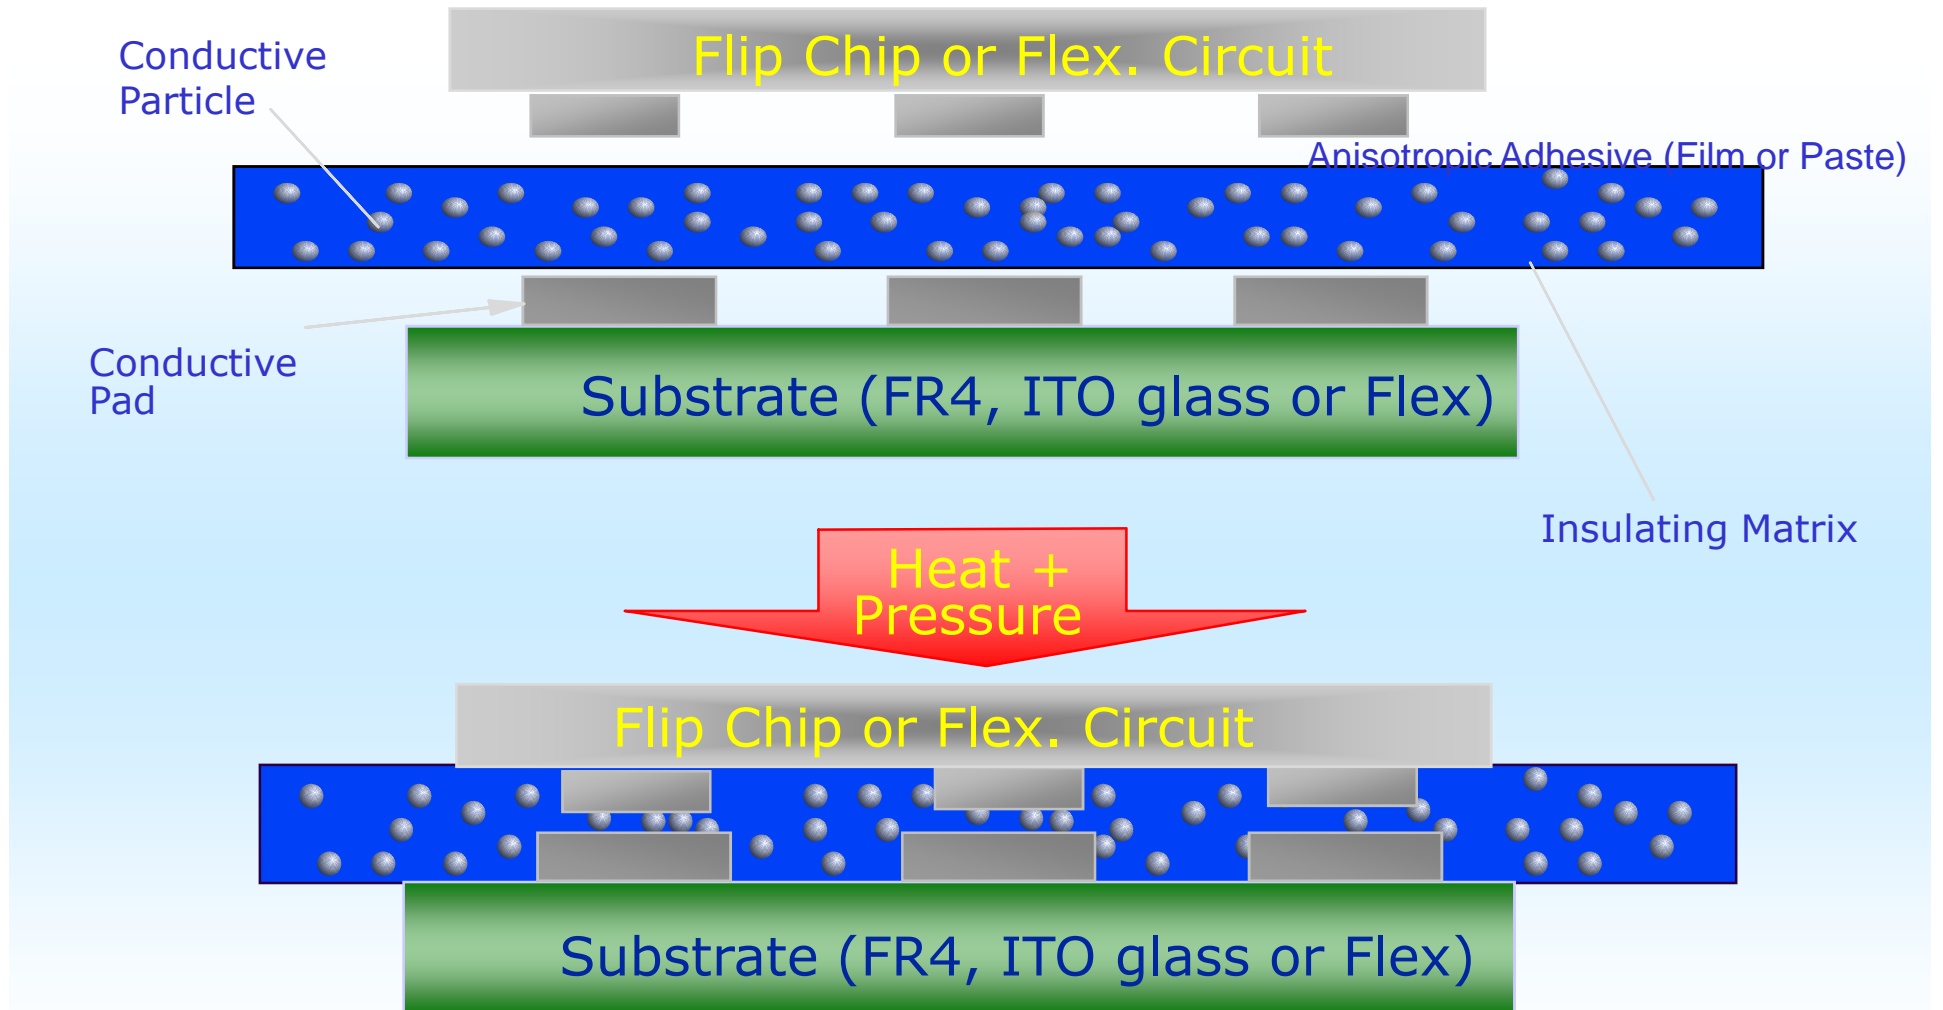 Flip Chip or Flex. Circuit
Conductive
Particle
Anisotropic Adhesive (Film or Paste)
Conductive
Pad
Substrate (FR4, ITO glass or Flex)
Insulating Matrix
Heat +
Pressure
Flip Chip or Flex. Circuit
Substrate (FR4, ITO glass or Flex)